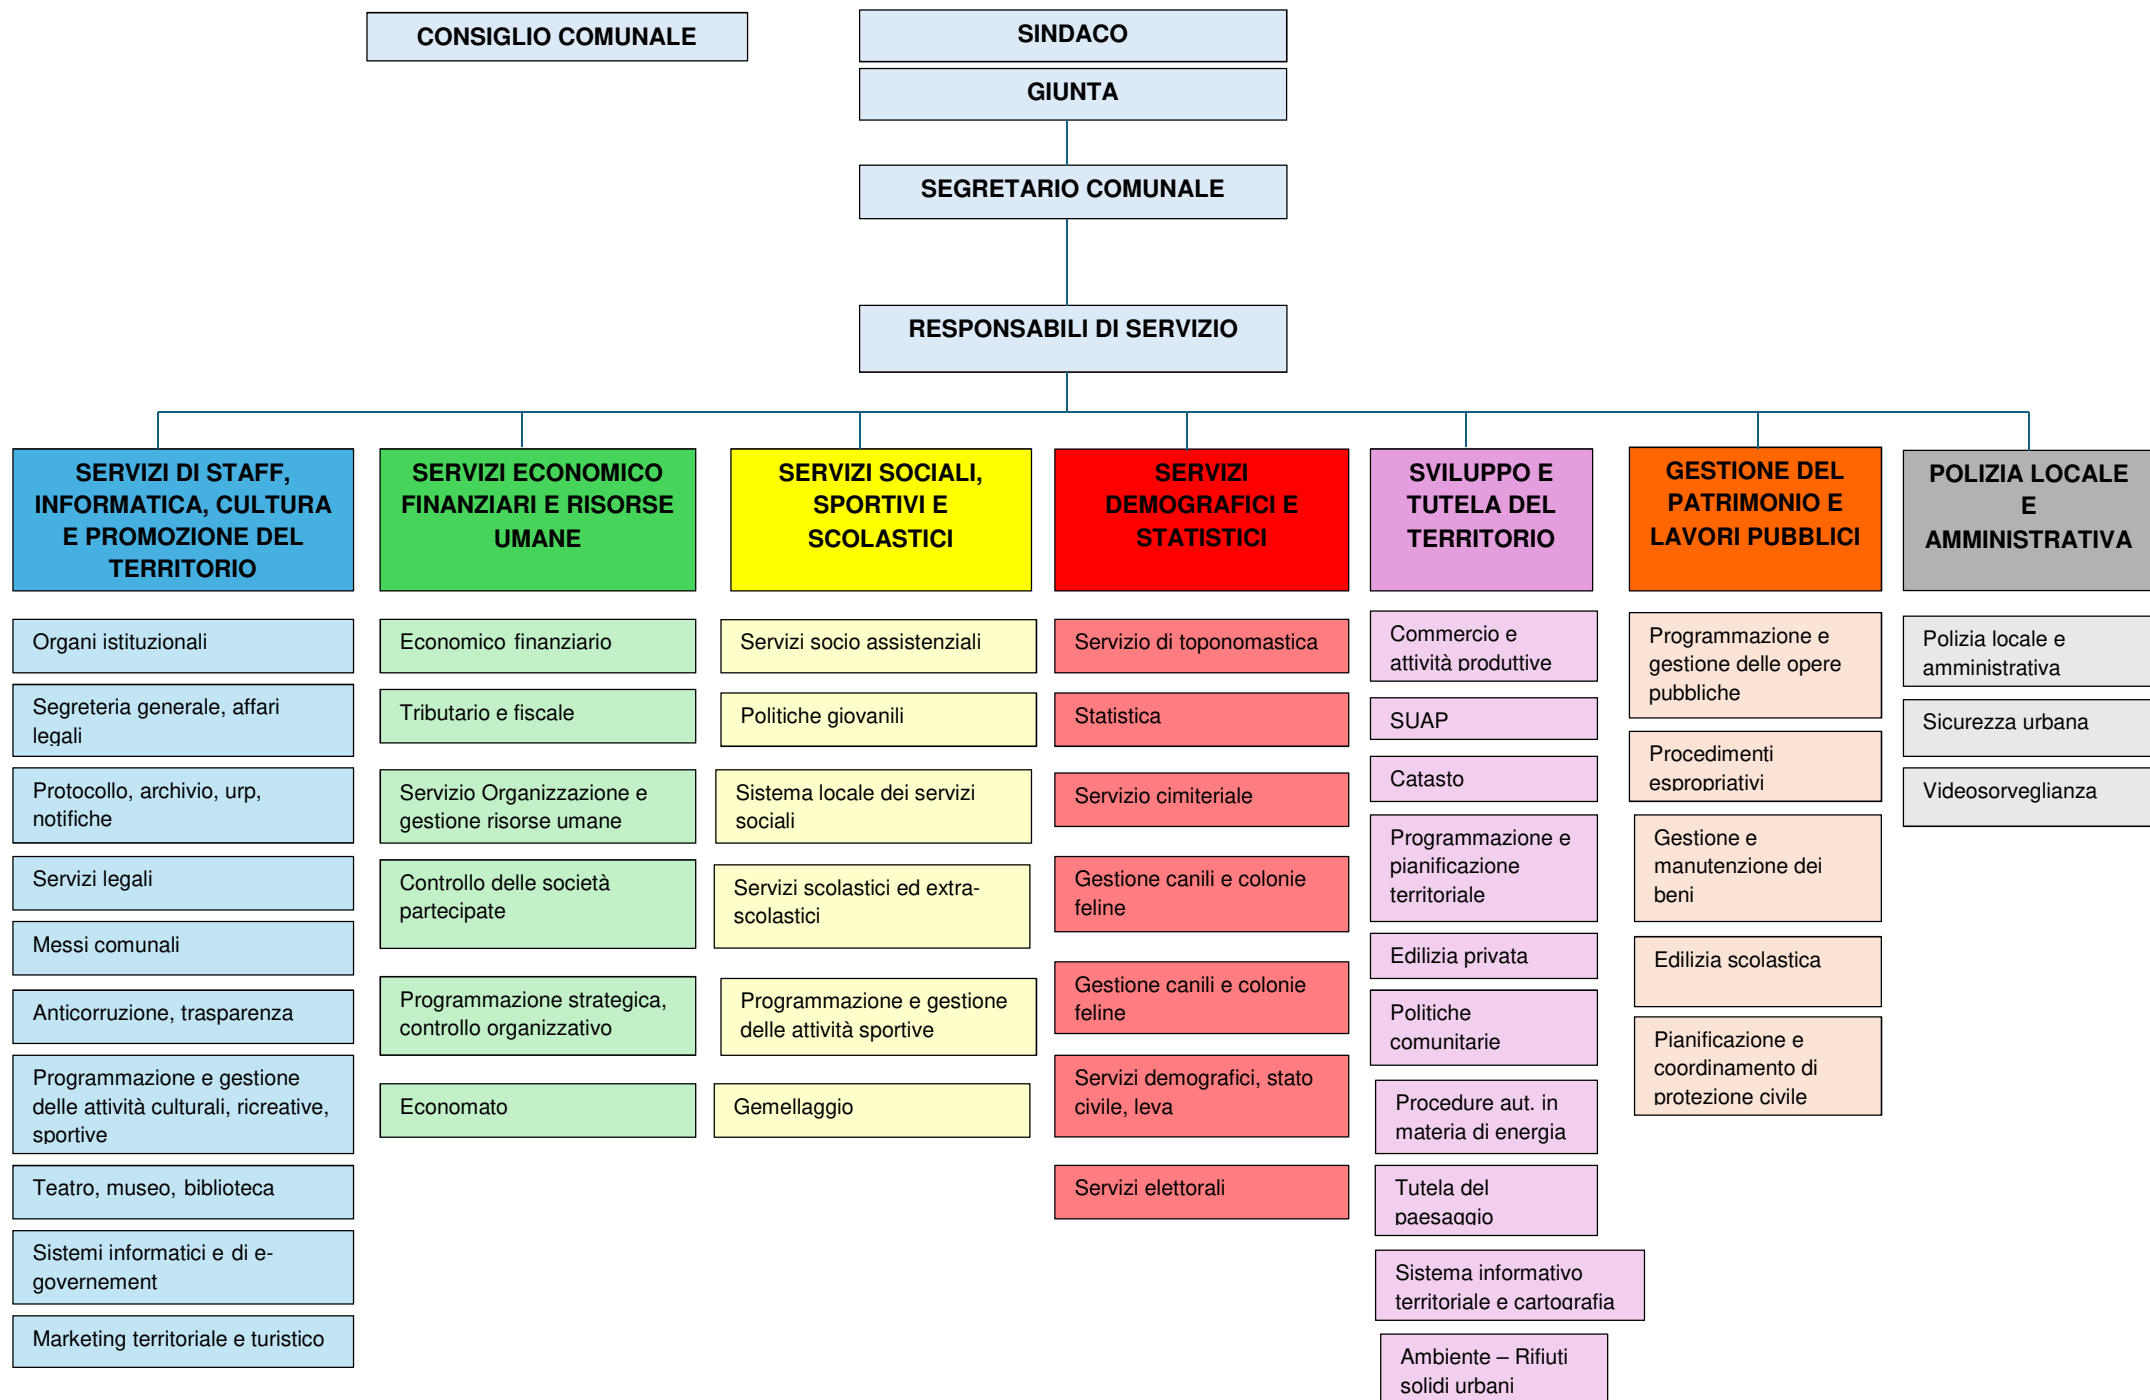 CONSIGLIO COMUNALE
SINDACO
GIUNTA
SEGRETARIO COMUNALE
RESPONSABILI DI SERVIZIO
SERVIZI DI STAFF,
INFORMATICA, CULTURA
E PROMOZIONE DEL
TERRITORIO
Organi istituzionali
Segreteria generale, affari
legali
Protocollo, archivio, urp,
notifiche
Servizi legali
Messi comunali
Anticorruzione, trasparenza
Programmazione e gestione
delle attività culturali, ricreative,
sportive
Teatro, museo, biblioteca
Sistemi informatici e di e-
governement
Marketing territoriale e turistico
SERVIZI ECONOMICO
FINANZIARI E RISORSE
UMANE
Economico finanziario
Tributario e fiscale
Servizio Organizzazione e
gestione risorse umane
Controllo delle società
partecipate
Programmazione strategica,
controllo organizzativo
Economato
SERVIZI SOCIALI,
SPORTIVI E
SCOLASTICI
Servizi socio assistenziali
Politiche giovanili
Sistema locale dei servizi
sociali
Servizi scolastici ed extra-
scolastici
Programmazione e gestione
delle attività sportive
Gemellaggio
SERVIZI
DEMOGRAFICI E
STATISTICI
Servizio di toponomastica
Statistica
Servizio cimiteriale
Gestione canili e colonie
feline
Gestione canili e colonie
feline
Servizi demografici, stato
civile, leva
Servizi elettorali
SVILUPPO E
TUTELA DEL
TERRITORIO
Commercio e
attività produttive
SUAP
Catasto
Programmazione e
pianificazione
territoriale
Edilizia privata
Politiche
comunitarie
Procedure aut. in
materia di energia
Tutela del
paesaggio
Sistema informativo
territoriale e cartografia
Ambiente – Rifiuti
solidi urbani
GESTIONE DEL
PATRIMONIO E
LAVORI PUBBLICI
Programmazione e
gestione delle opere
pubbliche
Procedimenti
espropriativi
Gestione e
manutenzione dei
beni
Edilizia scolastica
Pianificazione e
coordinamento di
protezione civile
POLIZIA LOCALE
E
AMMINISTRATIVA
Polizia locale e
amministrativa
Sicurezza urbana
Videosorveglianza